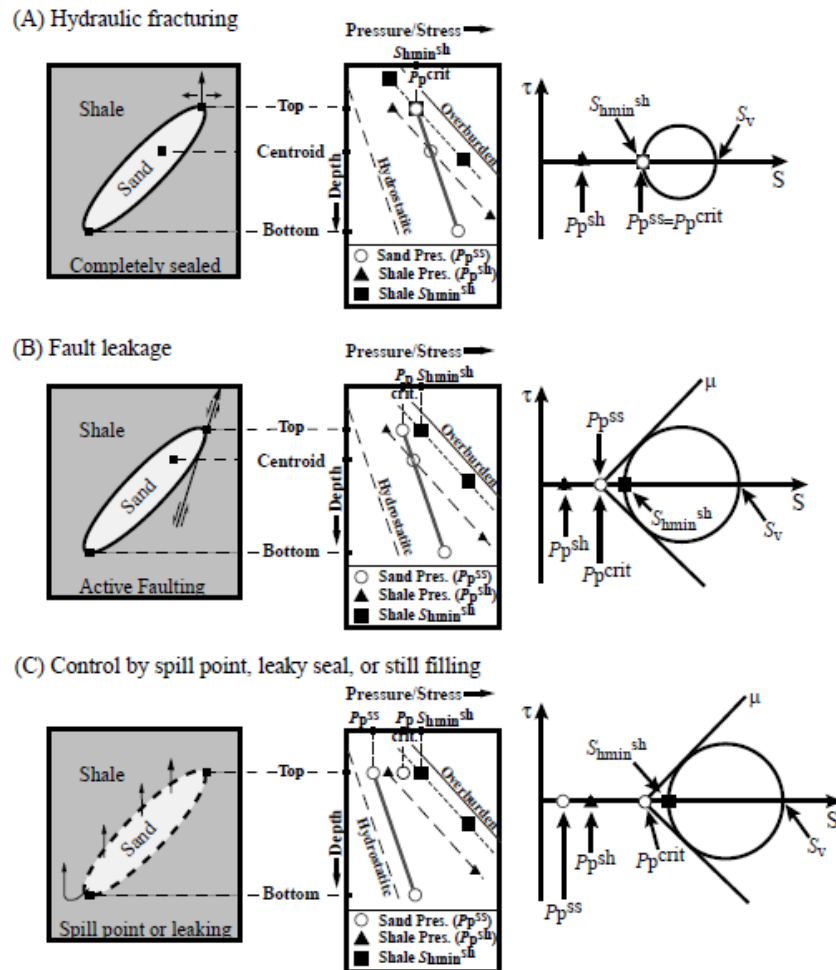 (A) Hydraulic fracturing
Pressure/Stress
Shmin^sh
Pp^crit
Shale
Sand
Completely sealed
Top
Centroid
Bottom
Depth
Overburden
Hydrostatitc
Sand Pres. (Pp^ss)
Shale Pres. (Pp^sh)
Shale Shmin^sh
τ
Shmin^sh
Sv
S
Pp^sh
Pp^ss=Pp^crit
(B) Fault leakage
Pressure/Stress
Pp Shmin^sh
crit.
Shale
Sand
Active Faulting
Top
Centroid
Bottom
Depth
Overburden
Hydrostatitc
Sand Pres. (Pp^ss)
Shale Pres. (Pp^sh)
Shale Shmin^sh
τ
μ
Pp^ss
S
Shmin^sh
Sv
Pp^sh
Pp^crit
(C) Control by spill point, leaky seal, or still filling
Pressure/Stress
Pp^ss Pp Shmin^sh
crit.
Shale
Sand
Spill point or leaking
Top
Bottom
Depth
Overburden
Hydrostatitc
Sand Pres. (Pp^ss)
Shale Pres. (Pp^sh)
Shale Shmin^sh
τ
μ
Shmin^sh
S
Sv
Pp^sh
Pp^crit
Pp^ss